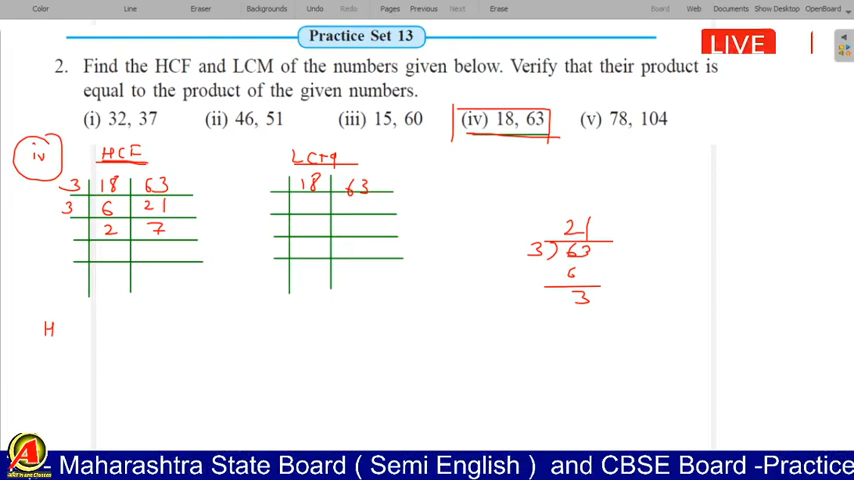 Color Line Eraser Backgrounds Undo Redo Pages Previous Next Erase Board Web Documents Show Desktop OpenBoard
Practice Set 13
LIVE
2. Find the HCF and LCM of the numbers given below. Verify that their product is
equal to the product of the given numbers.
(i) 32, 37 (ii) 46, 51 (iii) 15, 60 (iv) 18, 63 (v) 78, 104
iv HCF LCM
3 18 63 18 63
3 6 21
2 7
21
3 ) 63
6
3
H
- Maharashtra State Board ( Semi English ) and CBSE Board -Practice